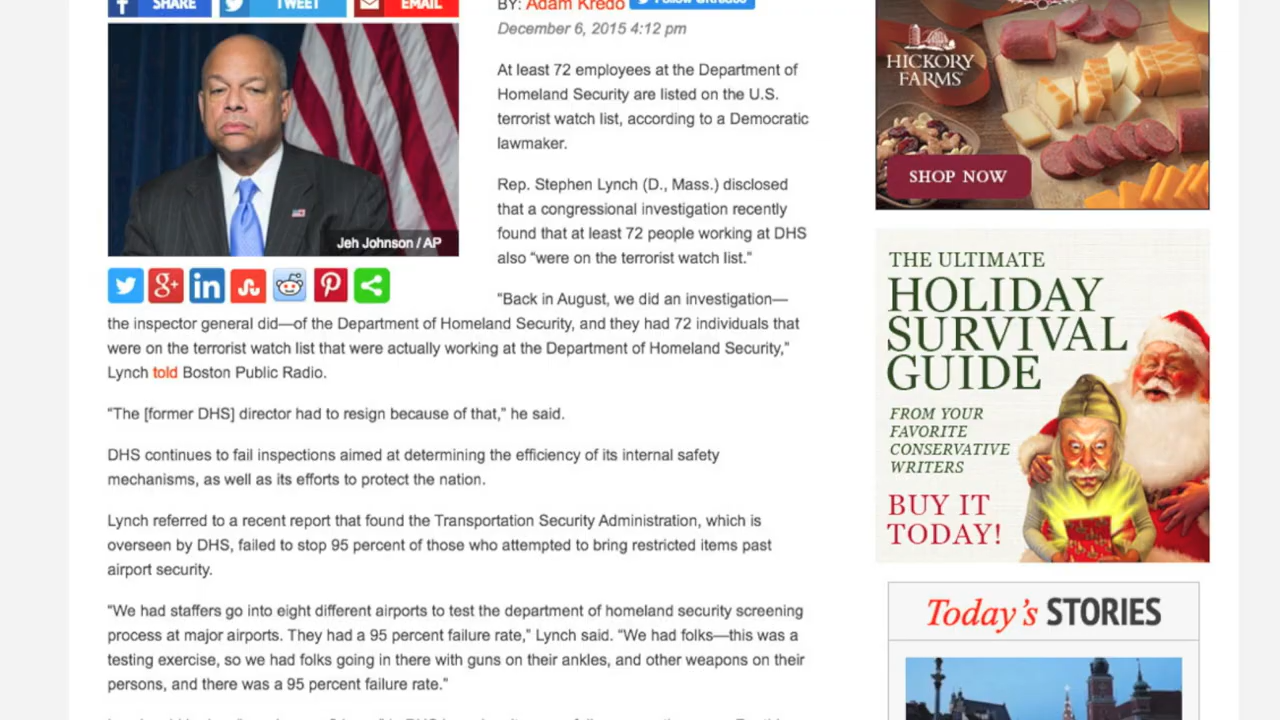 SHARE
TWEET
EMAIL
BY: Adam Kredo
December 6, 2015 4:12 pm
Jeh Johnson / AP
At least 72 employees at the Department of
Homeland Security are listed on the U.S.
terrorist watch list, according to a Democratic
lawmaker.
Rep. Stephen Lynch (D., Mass.) disclosed
that a congressional investigation recently
found that at least 72 people working at DHS
also “were on the terrorist watch list.”
“Back in August, we did an investigation—
the inspector general did—of the Department of Homeland Security, and they had 72 individuals that
were on the terrorist watch list that were actually working at the Department of Homeland Security,”
Lynch told Boston Public Radio.
“The [former DHS] director had to resign because of that,” he said.
DHS continues to fail inspections aimed at determining the efficiency of its internal safety
mechanisms, as well as its efforts to protect the nation.
Lynch referred to a recent report that found the Transportation Security Administration, which is
overseen by DHS, failed to stop 95 percent of those who attempted to bring restricted items past
airport security.
“We had staffers go into eight different airports to test the department of homeland security screening
process at major airports. They had a 95 percent failure rate,” Lynch said. “We had folks—this was a
testing exercise, so we had folks going in there with guns on their ankles, and other weapons on their
persons, and there was a 95 percent failure rate.”
HICKORY
FARMS
SHOP NOW
THE ULTIMATE
HOLIDAY
SURVIVAL
GUIDE
FROM YOUR
FAVORITE
CONSERVATIVE
WRITERS
BUY IT
TODAY!
Today's STORIES